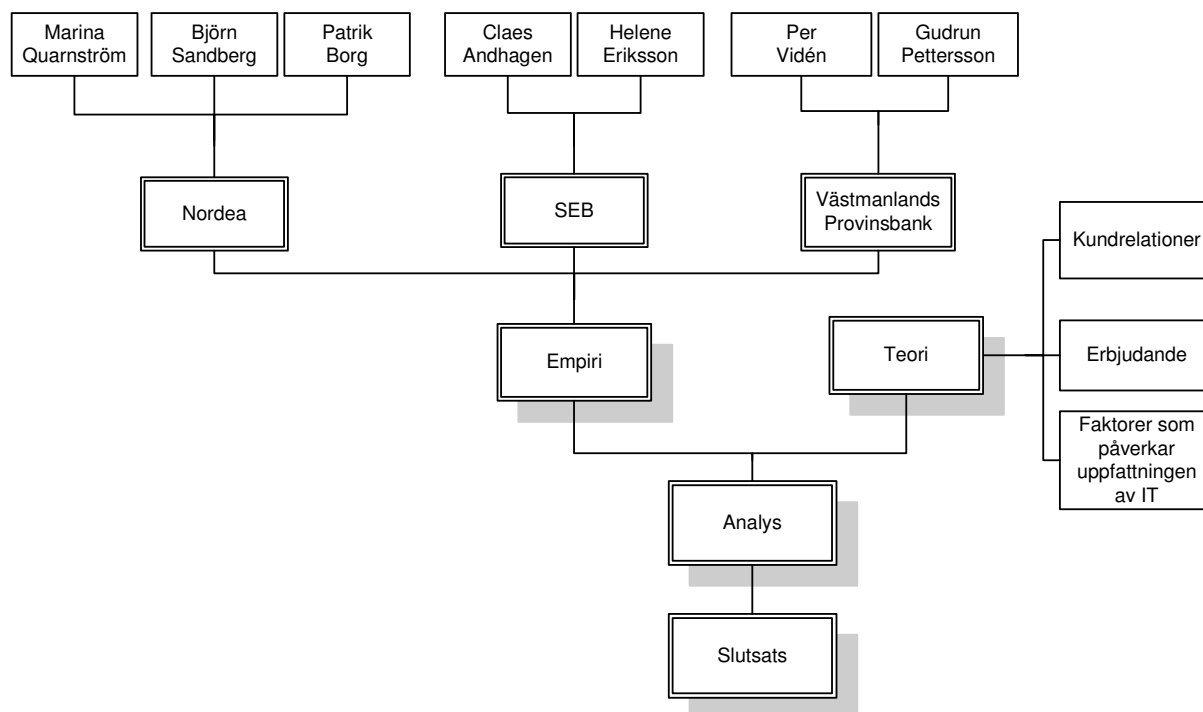 Marina
Quarnström
Björn
Sandberg
Patrik
Borg
Claes
Andhagen
Helene
Eriksson
Per
Vidén
Gudrun
Pettersson
Nordea
SEB
Västmanlands
Provinsbank
Kundrelationer
Empiri
Teori
Erbjudande
Faktorer som
påverkar
uppfattningen
av IT
Analys
Slutsats